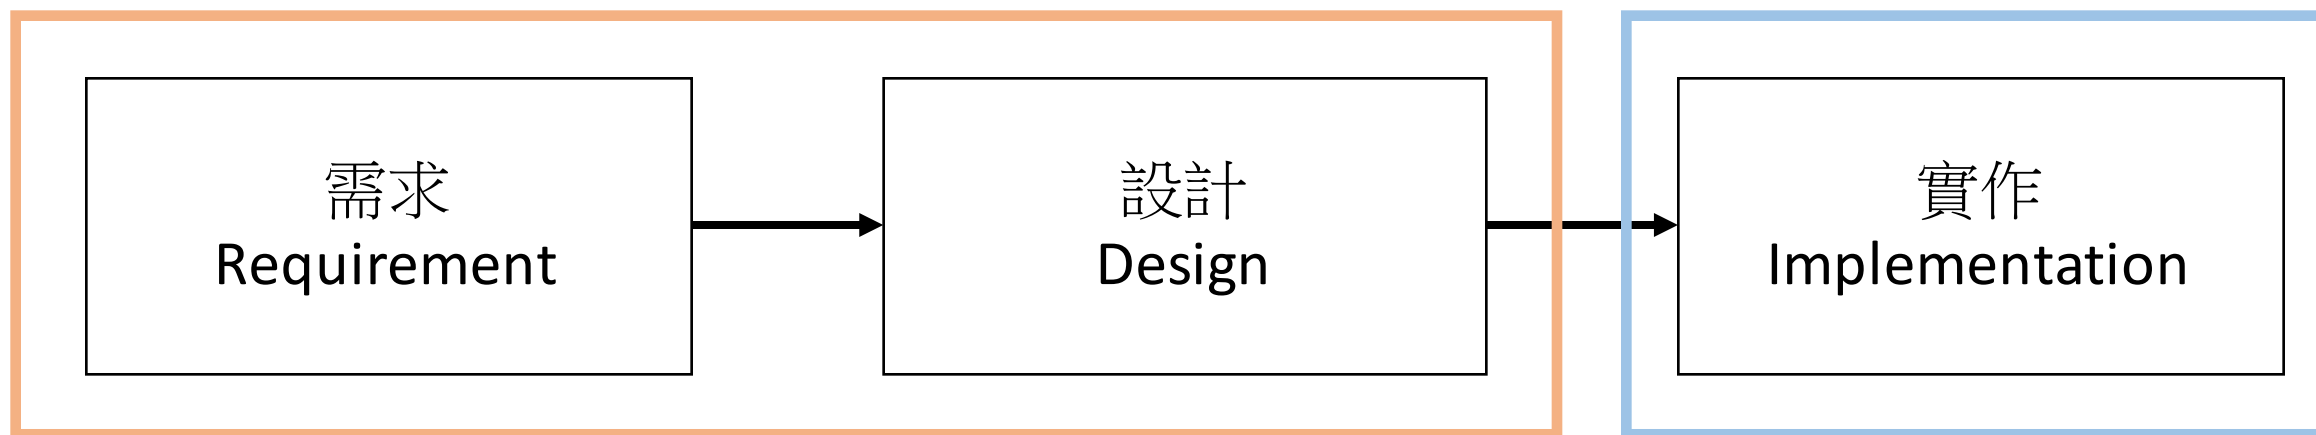 需求
Requirement
設計
Design
實作
Implementation